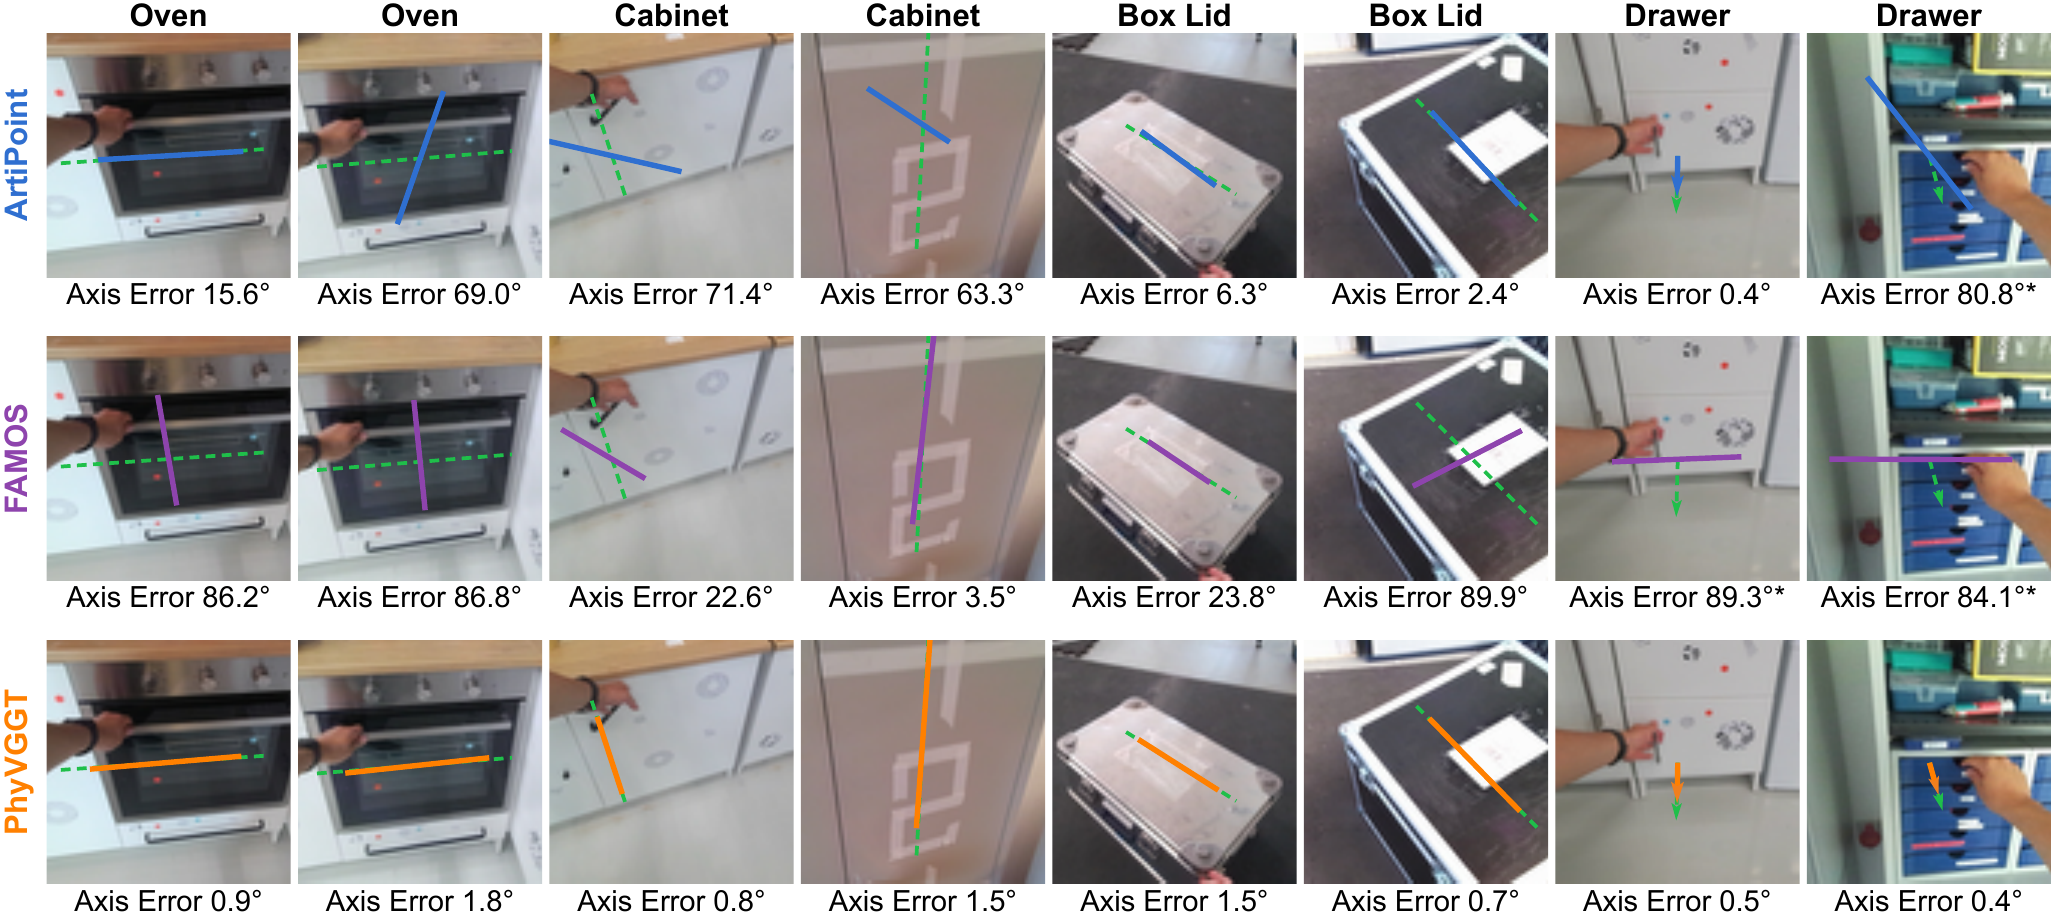 Oven Oven Cabinet Cabinet Box Lid Box Lid Drawer Drawer
ArtiPoint
Axis Error 15.6° Axis Error 69.0° Axis Error 71.4° Axis Error 63.3° Axis Error 6.3° Axis Error 2.4° Axis Error 0.4° Axis Error 80.8°*
FAMOS
Axis Error 86.2° Axis Error 86.8° Axis Error 22.6° Axis Error 3.5° Axis Error 23.8° Axis Error 89.9° Axis Error 89.3°* Axis Error 84.1°*
PhyVGGT
Axis Error 0.9° Axis Error 1.8° Axis Error 0.8° Axis Error 1.5° Axis Error 1.5° Axis Error 0.7° Axis Error 0.5° Axis Error 0.4°